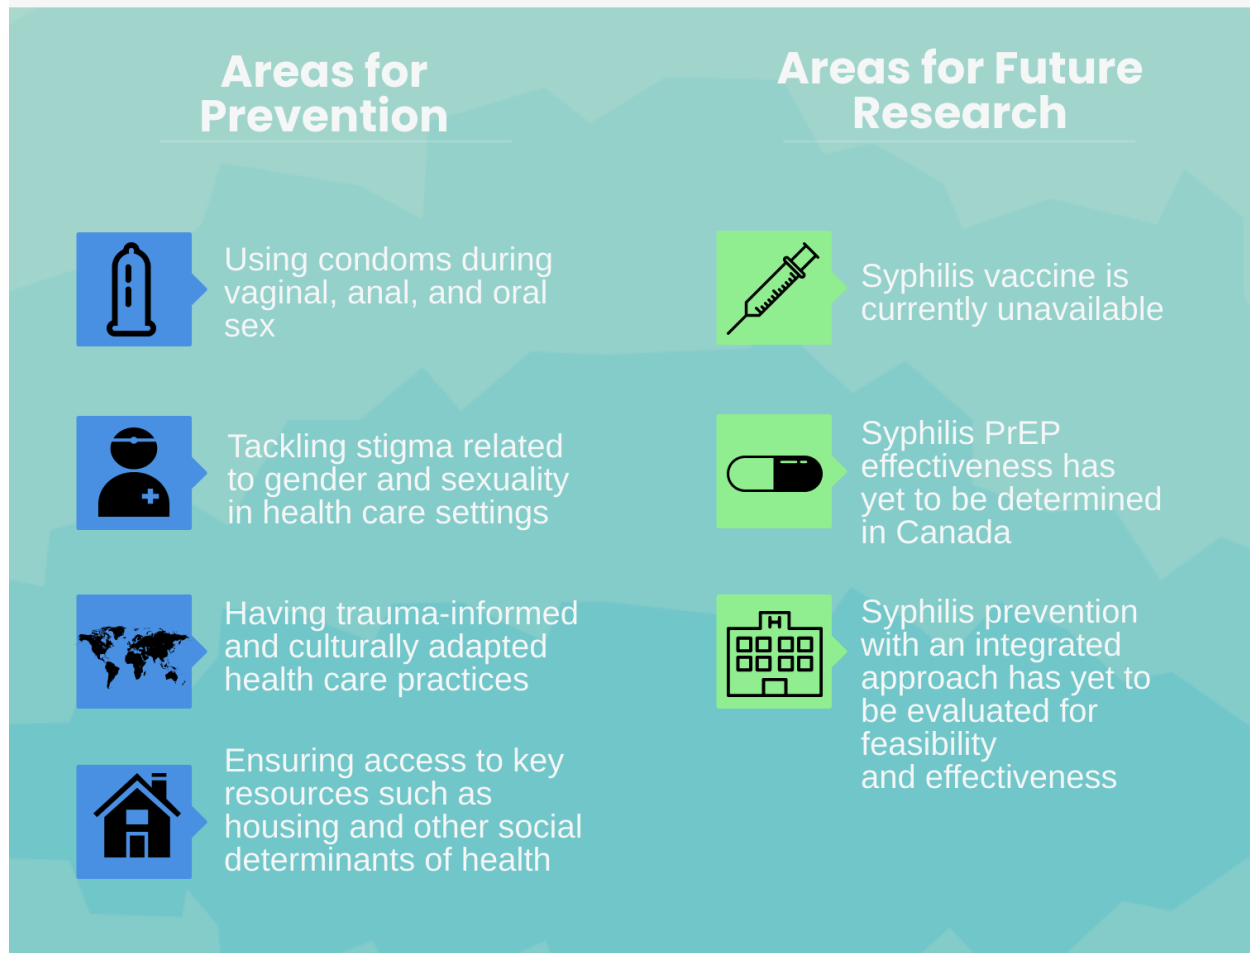 Areas for
Prevention
Using condoms during
vaginal, anal, and oral
sex
Tackling stigma related
to gender and sexuality
in health care settings
Having trauma-informed
and culturally adapted
health care practices
Ensuring access to key
resources such as
housing and other social
determinants of health
Areas for Future
Research
Syphilis vaccine is
currently unavailable
Syphilis PrEP
effectiveness has
yet to be determined
in Canada
H
Syphilis prevention
with an integrated
approach has yet to
be evaluated for
feasibility
and effectiveness